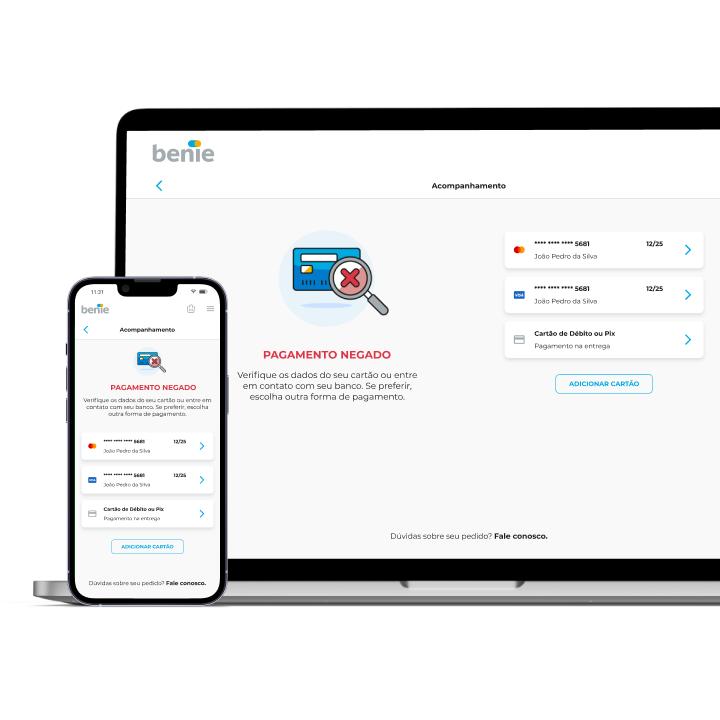 benie
Acompanhamento
PAGAMENTO NEGADO
Verifique os dados do seu cartão ou entre
em contato com seu banco. Se preferir,
escolha outra forma de pagamento.
**** **** **** 5681 12/25
João Pedro da Silva
VISA
**** **** **** 5681 12/25
João Pedro da Silva
Cartão de Débito ou Pix
Pagamento na entrega
ADICIONAR CARTÃO
Dúvidas sobre seu pedido? Fale conosco.
11:31
benie
Acompanhamento
PAGAMENTO NEGADO
Verifique os dados do seu cartão ou entre em
contato com seu banco. Se preferir, escolha
outra forma de pagamento.
**** **** **** 5681 12/25
João Pedro da Silva
VISA
**** **** **** 5681 12/25
João Pedro da Silva
Cartão de Débito ou Pix
Pagamento na entrega
ADICIONAR CARTÃO
Dúvidas sobre seu pedido? Fale conosco.